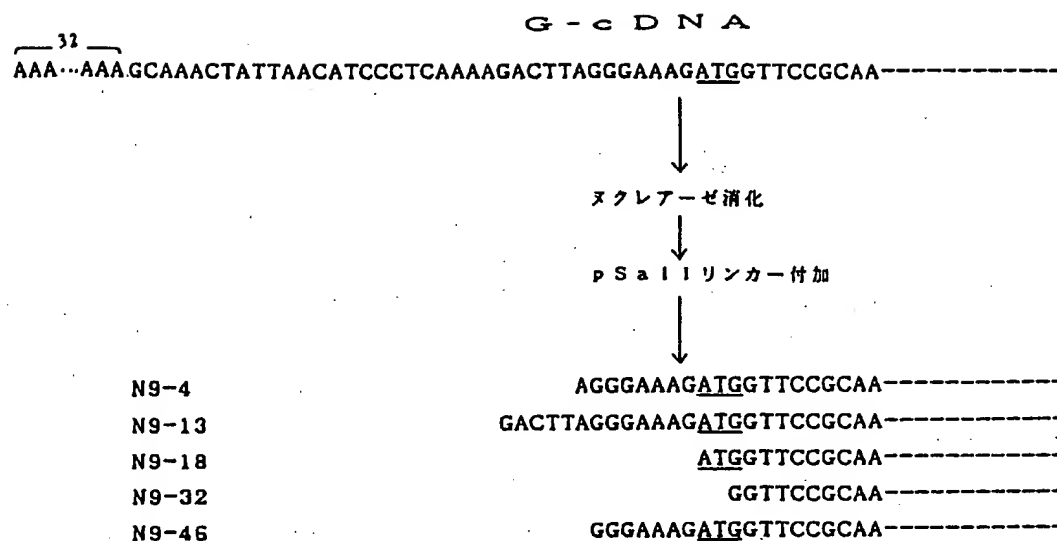 G-cDNA
32
AAA…AAAGCAAACTATTAACATCCCTCAAAAGACTTAGGGAAAGATGGTTCCGCAA
ヌクレアーゼ消化
pSalIリンカー付加
N9-4 AGGGAAAGATGGTTCCGCAA
N9-13 GACTTAGGGAAAGATGGTTCCGCAA
N9-18 ATGGTTCCGCAA
N9-32 GGTTCCGCAA
N9-46 GGGAAAGATGGTTCCGCAA